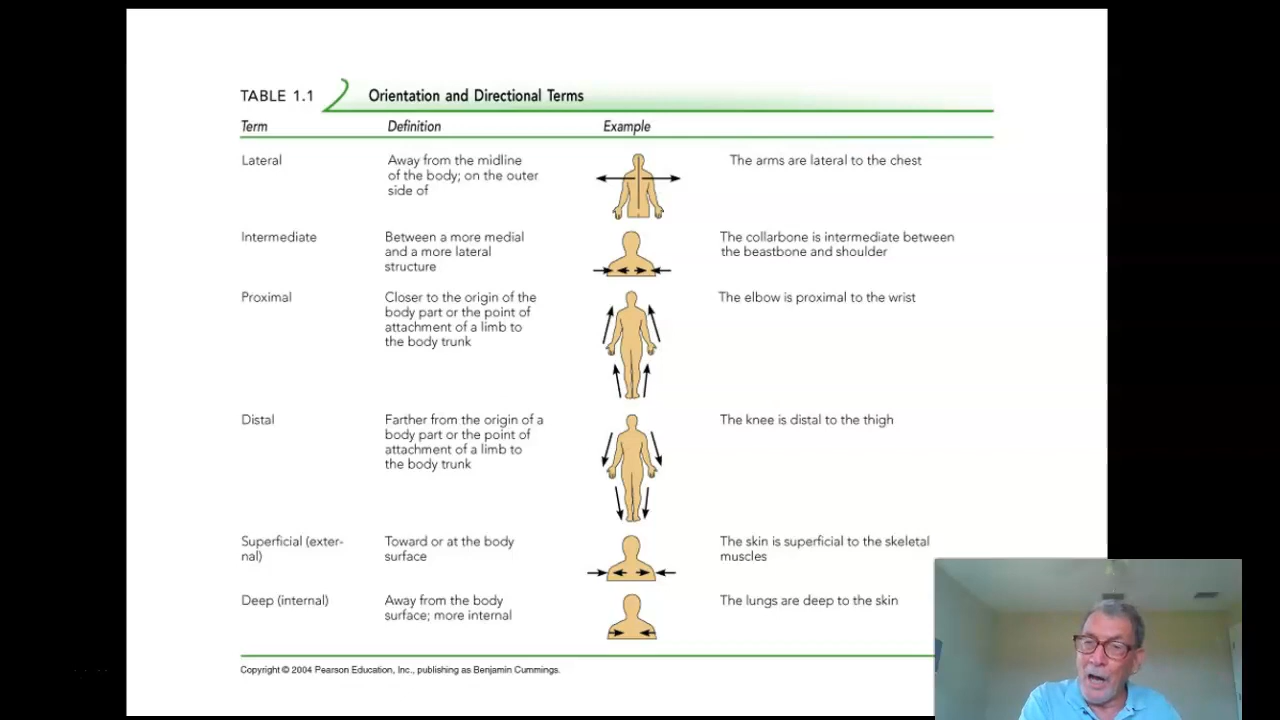 TABLE 1.1 Orientation and Directional Terms
Term Definition Example
Lateral Away from the midline The arms are lateral to the chest
of the body; on the outer
side of
Intermediate Between a more medial The collarbone is intermediate between
and a more lateral the beastbone and shoulder
structure
Proximal Closer to the origin of the The elbow is proximal to the wrist
body part or the point of
attachment of a limb to
the body trunk
Distal Farther from the origin of a The knee is distal to the thigh
body part or the point of
attachment of a limb to
the body trunk
Superficial (exter- Toward or at the body The skin is superficial to the skeletal
nal) surface muscles
Deep (internal) Away from the body The lungs are deep to the skin
surface; more internal
Copyright © 2004 Pearson Education, Inc., publishing as Benjamin Cummings.